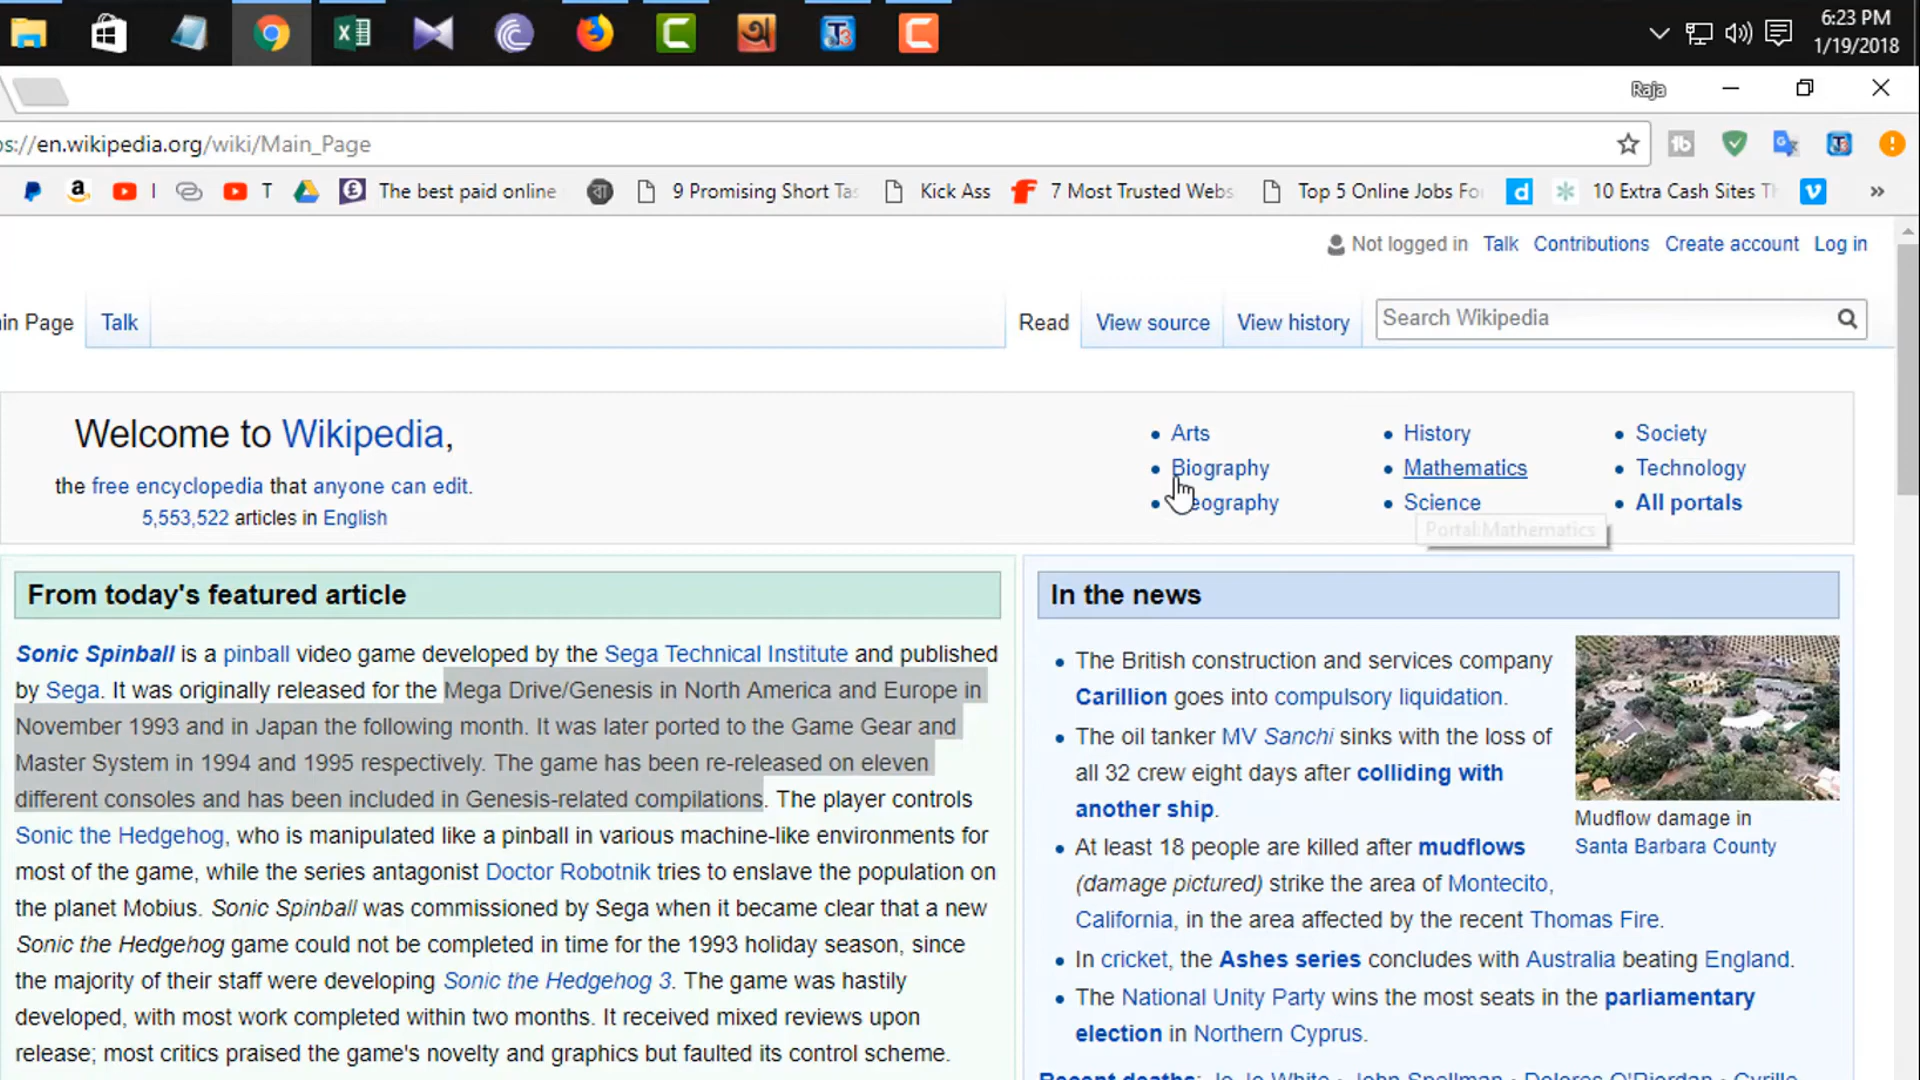 6:23 PM
1/19/2018
Raja
ps://en.wikipedia.org/wiki/Main_Page
I T The best paid online 9 Promising Short Tas Kick Ass 7 Most Trusted Webs Top 5 Online Jobs Fo 10 Extra Cash Sites Th
Not logged in Talk Contributions Create account Log in
in Page Talk Read View source View history Search Wikipedia
Welcome to Wikipedia,
the free encyclopedia that anyone can edit.
5,553,522 articles in English
Arts History Society
Biography Mathematics Technology
eography Science All portals
Portal:Mathematics
From today's featured article
Sonic Spinball is a pinball video game developed by the Sega Technical Institute and published
by Sega. It was originally released for the Mega Drive/Genesis in North America and Europe in
November 1993 and in Japan the following month. It was later ported to the Game Gear and
Master System in 1994 and 1995 respectively. The game has been re-released on eleven
different consoles and has been included in Genesis-related compilations. The player controls
Sonic the Hedgehog, who is manipulated like a pinball in various machine-like environments for
most of the game, while the series antagonist Doctor Robotnik tries to enslave the population on
the planet Mobius. Sonic Spinball was commissioned by Sega when it became clear that a new
Sonic the Hedgehog game could not be completed in time for the 1993 holiday season, since
the majority of their staff were developing Sonic the Hedgehog 3. The game was hastily
developed, with most work completed within two months. It received mixed reviews upon
release; most critics praised the game's novelty and graphics but faulted its control scheme.
In the news
The British construction and services company
Carillion goes into compulsory liquidation.
The oil tanker MV Sanchi sinks with the loss of
all 32 crew eight days after colliding with
another ship.
At least 18 people are killed after mudflows
(damage pictured) strike the area of Montecito,
California, in the area affected by the recent Thomas Fire.
In cricket, the Ashes series concludes with Australia beating England.
The National Unity Party wins the most seats in the parliamentary
election in Northern Cyprus.
Mudflow damage in
Santa Barbara County
Recent deaths: Jo Jo White · John Spellman · Dolores O'Riordan · Cyrille